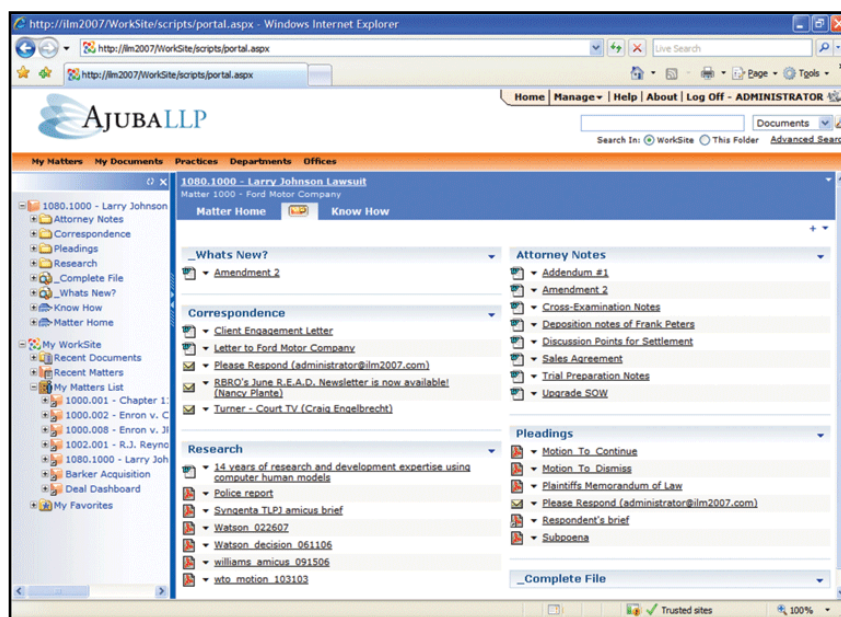 http://ilm2007/WorkSite/scripts/portal.aspx - Windows Internet Explorer
http://ilm2007/WorkSite/scripts/portal.aspx
Live Search
http://ilm2007/WorkSite/scripts/portal.aspx
Page
Tools
AJUBA LLP
Home | Manage | Help | About | Log Off - ADMINISTRATOR
Documents
Search In: WorkSite This Folder Advanced Sear
My Matters My Documents Practices Departments Offices
1080.1000 - Larry Johnson
Attorney Notes
Correspondence
Pleadings
Research
_Complete File
_Whats New?
Know How
Matter Home
My WorkSite
Recent Documents
Recent Matters
My Matters List
1000.001 - Chapter 1
1000.002 - Enron v. C
1000.008 - Enron v. JI
1002.001 - R.J. Reyno
1080.1000 - Larry Joh
Barker Acquisition
Deal Dashboard
My Favorites
1080.1000 - Larry Johnson Lawsuit
Matter 1000 - Ford Motor Company
Matter Home
Know How
_Whats New?
Amendment 2
Correspondence
Client Engagement Letter
Letter to Ford Motor Company
Please Respond (administrator@ilm2007.com)
RBRO's June R.E.A.D. Newsletter is now available!
(Nancy Plante)
Turner - Court TV (Craig Engelbrecht)
Research
14 years of research and development expertise using
computer human models
Police report
Syngenta TLPJ amicus brief
Watson_022607
Watson_decision_061106
williams_amicus_091506
wto_motion_103103
Attorney Notes
Addendum #1
Amendment 2
Cross-Examination Notes
Deposition notes of Frank Peters
Discussion Points for Settlement
Sales Agreement
Trial Preparation Notes
Upgrade SOW
Pleadings
Motion_To_Continue
Motion_To_Dismiss
Plaintiffs Memorandum of Law
Please Respond (administrator@ilm2007.com)
Respondent's brief
Subpoena
_Complete File
Trusted sites
100%